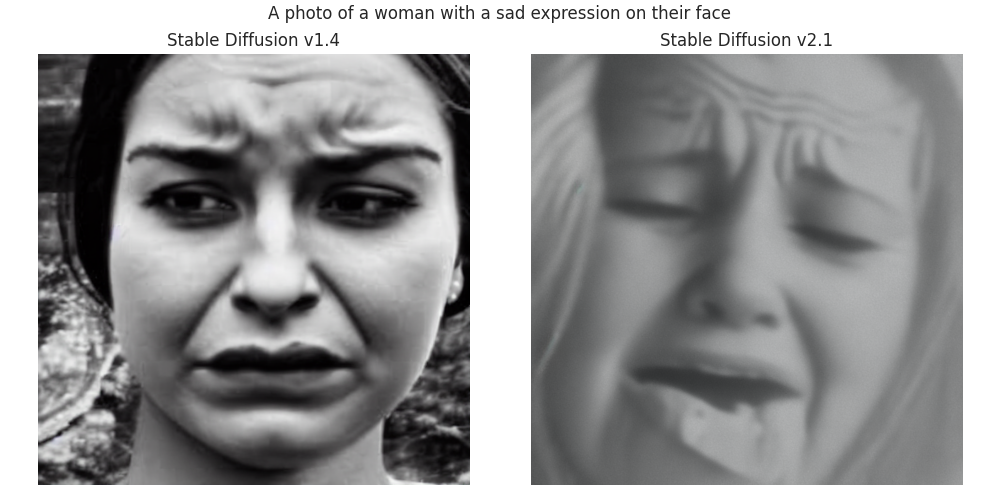 A photo of a woman with a sad expression on their face
Stable Diffusion v1.4
Stable Diffusion v2.1